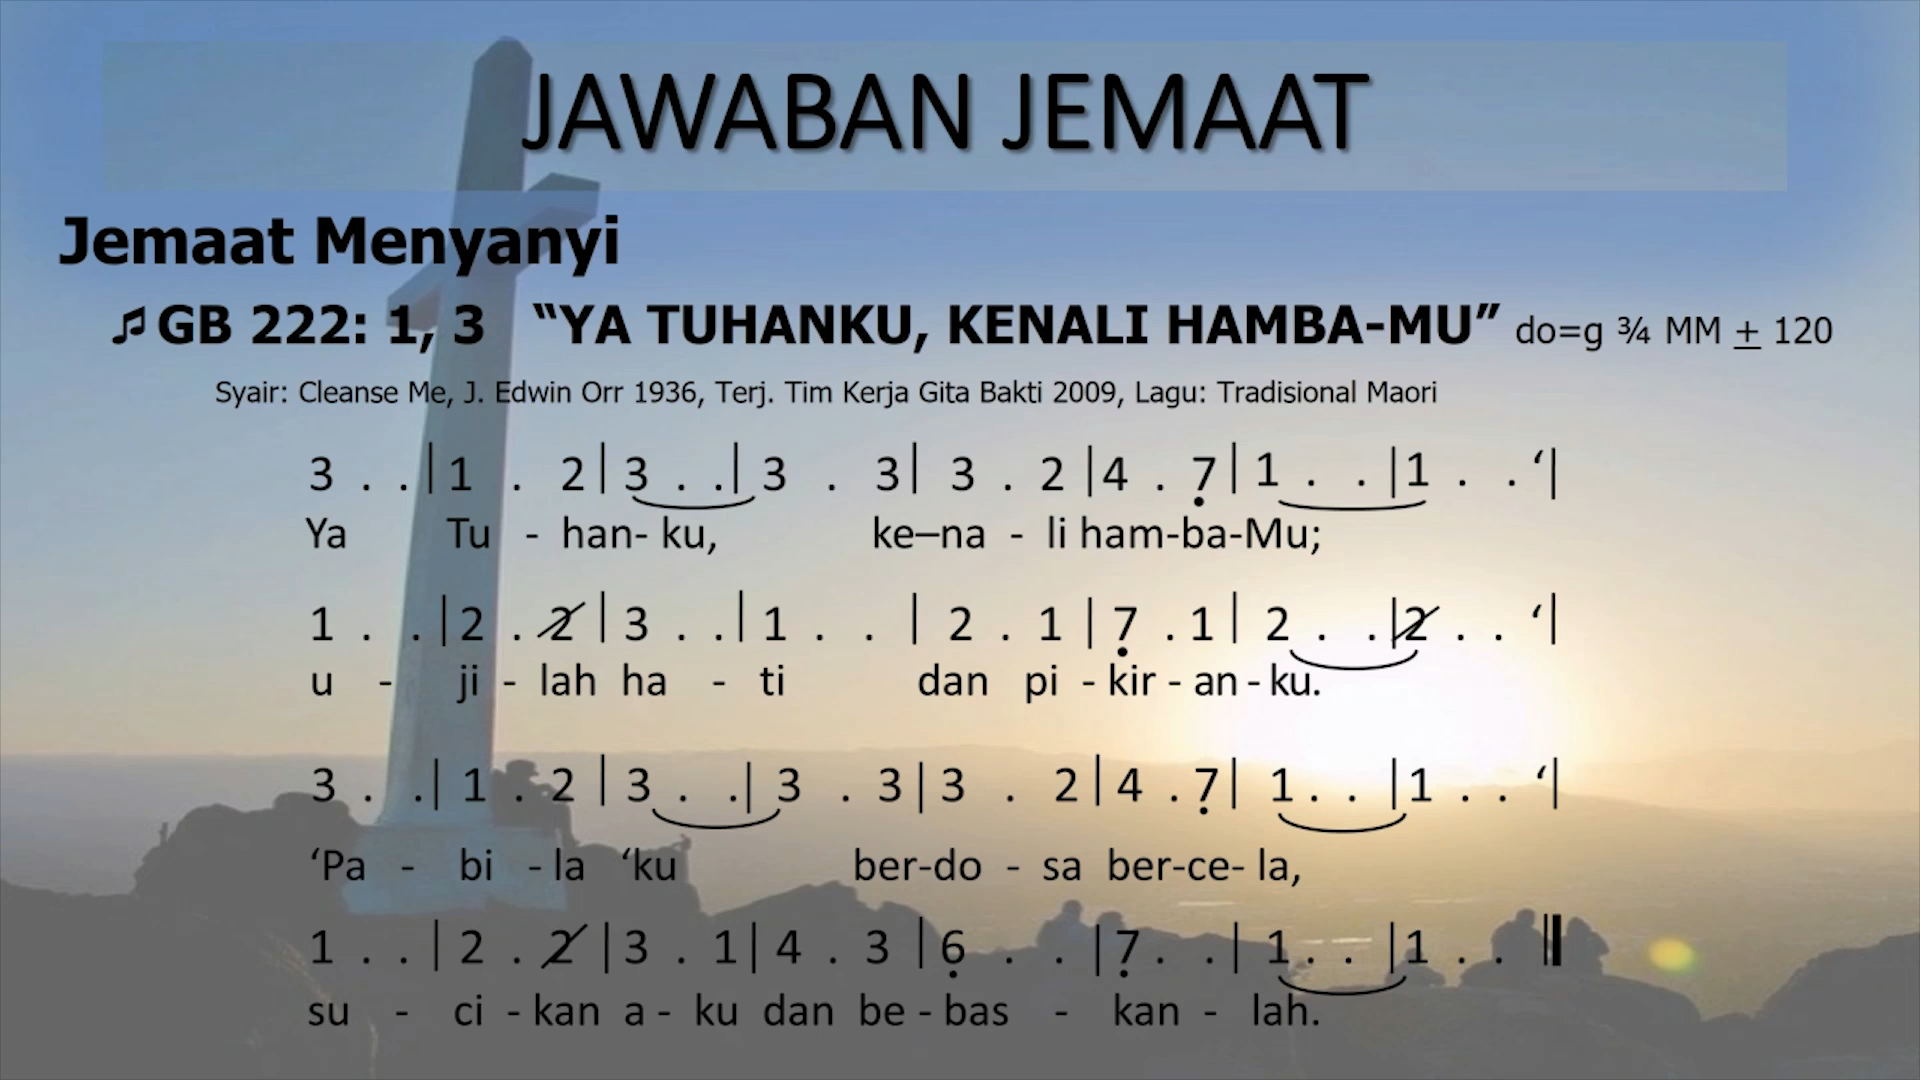 JAWABAN JEMAAT
Jemaat Menyanyi
♫ GB 222: 1, 3 “YA TUHANKU, KENALI HAMBA-MU” do=g ¾ MM ± 120
Syair: Cleanse Me, J. Edwin Orr 1936, Terj. Tim Kerja Gita Bakti 2009, Lagu: Tradisional Maori
3 . . | 1 . 2 | 3 . . | 3 . 3 | 3 . 2 | 4 . 7̣ | 1 . . | 1 . . ‘|
Ya Tu - han- ku, ke–na - li ham-ba-Mu;
1 . . | 2 . 2̸ | 3 . . | 1 . . | 2 . 1 | 7̣ . 1 | 2 . . | 2̸ . . ‘|
u - ji - lah ha - ti dan pi - kir - an - ku.
3 . . | 1 . 2 | 3 . . | 3 . 3 | 3 . 2 | 4 . 7̣ | 1 . . | 1 . . ‘|
‘Pa - bi - la ‘ku ber-do - sa ber-ce- la,
1 . . | 2 . 2̸ | 3 . 1 | 4 . 3 | 6̣ . . | 7̣ . . | 1 . . | 1 . . ||
su - ci - kan a - ku dan be - bas - kan - lah.